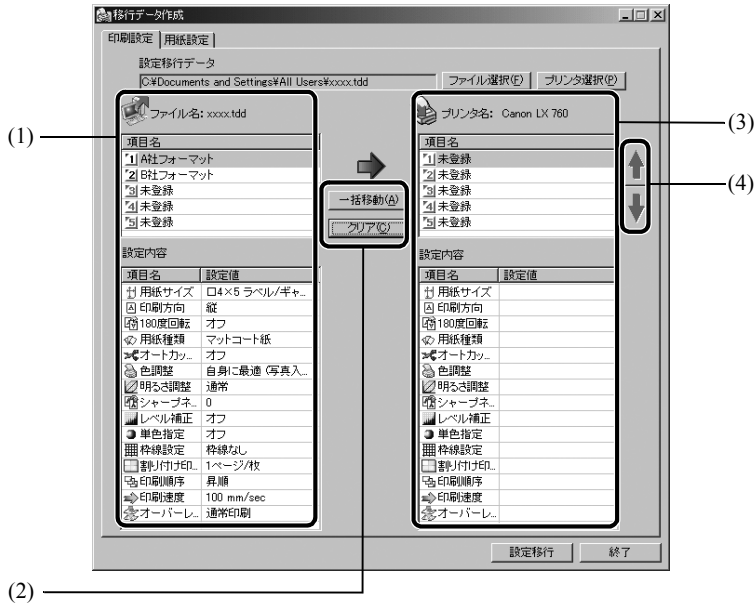 移行データ作成
印刷設定 用紙設定
設定移行データ
C:¥Documents and Settings¥All Users¥xxxx.tdd ファイル選択(F) プリンタ選択(P)
(1)
ファイル名: xxxx.tdd
項目名
1 A社フォーマット
2 B社フォーマット
3 未登録
4 未登録
5 未登録
設定内容
項目名 設定値
用紙サイズ ロ4×5 ラベル/ギャ...
印刷方向 縦
180度回転 オフ
用紙種類 マットコート紙
オートカッ... オフ
色調整 自身に最適 (写真入...
明るさ調整 通常
シャープネ... 0
レベル補正 オフ
単色指定 オフ
枠線設定 枠線なし
割り付け印... 1ページ/枚
印刷順序 昇順
印刷速度 100 mm/sec
オーバーレ... 通常印刷
一括移動(A)
クリア(C)
(2)
プリンタ名: Canon LX 760
(3)
項目名
1 未登録
2 未登録
3 未登録
4 未登録
5 未登録
(4)
設定内容
項目名 設定値
用紙サイズ
印刷方向
180度回転
用紙種類
オートカッ...
色調整
明るさ調整
シャープネ...
レベル補正
単色指定
枠線設定
割り付け印...
印刷順序
印刷速度
オーバーレ...
設定移行 終了